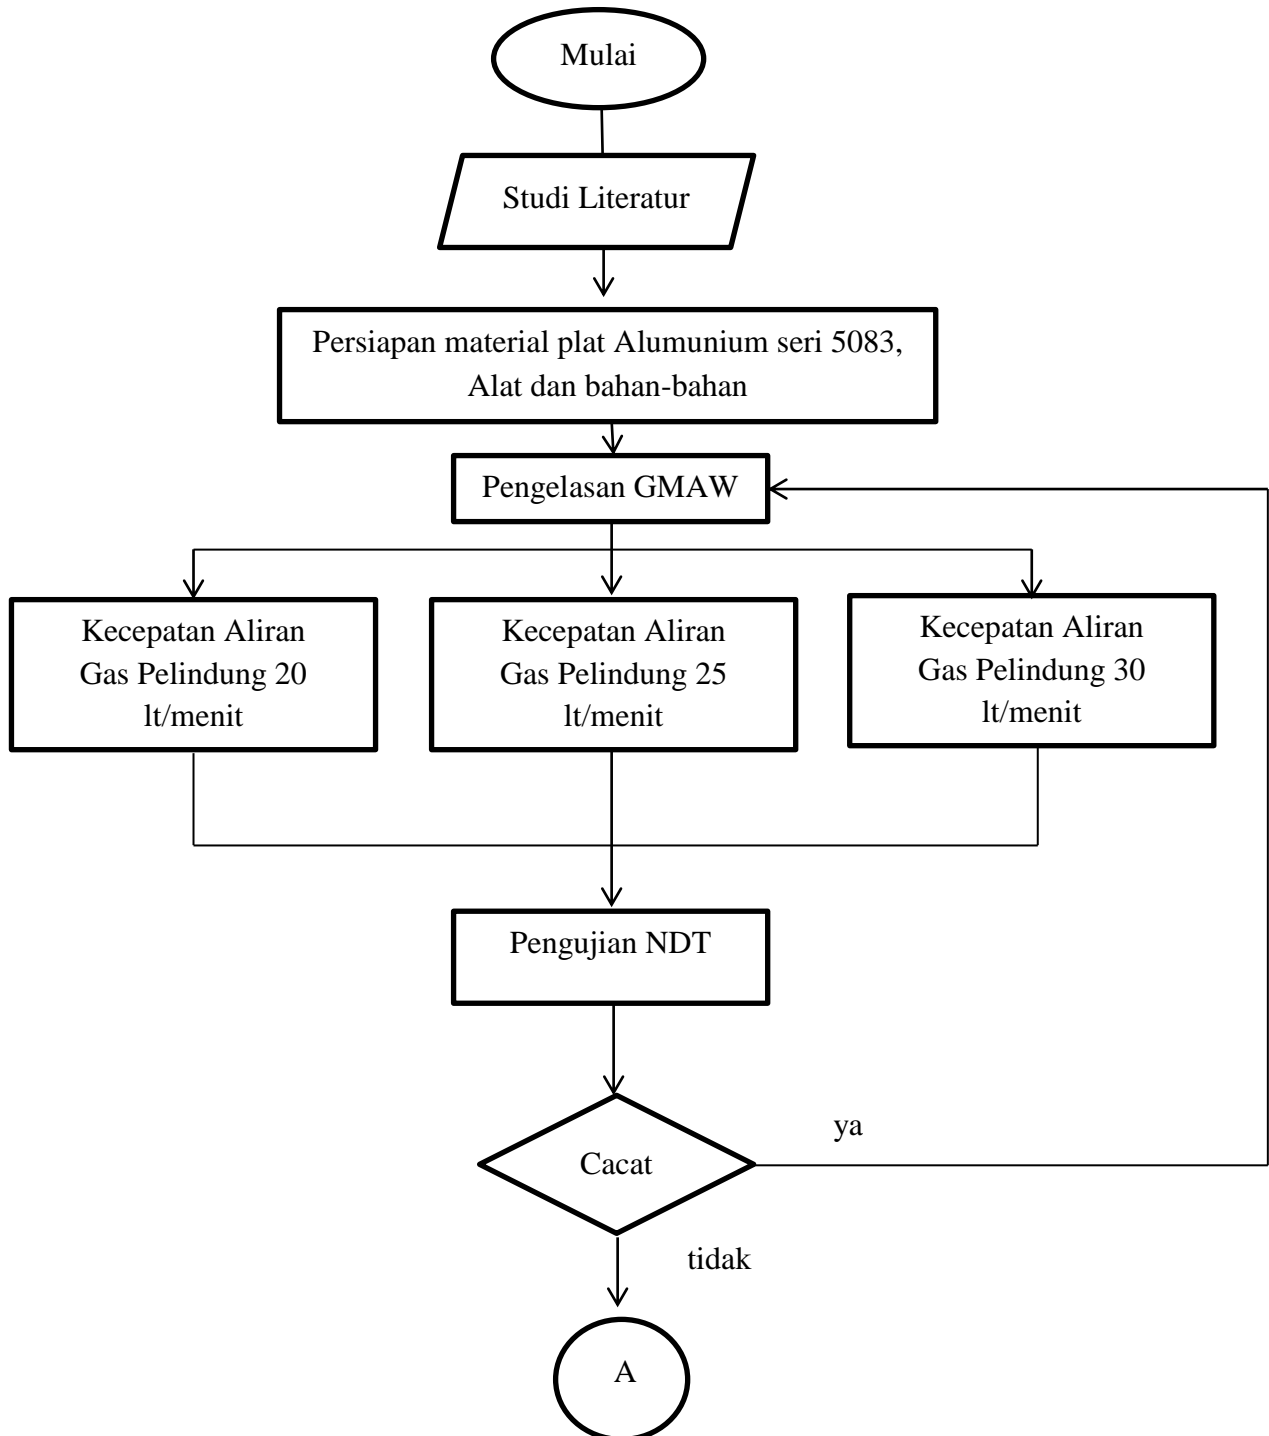 Mulai
Studi Literatur
Persiapan material plat Alumunium seri 5083,
Alat dan bahan-bahan
Pengelasan GMAW
Kecepatan Aliran
Gas Pelindung 20
lt/menit
Kecepatan Aliran
Gas Pelindung 25
lt/menit
Kecepatan Aliran
Gas Pelindung 30
lt/menit
Pengujian NDT
ya
Cacat
tidak
A